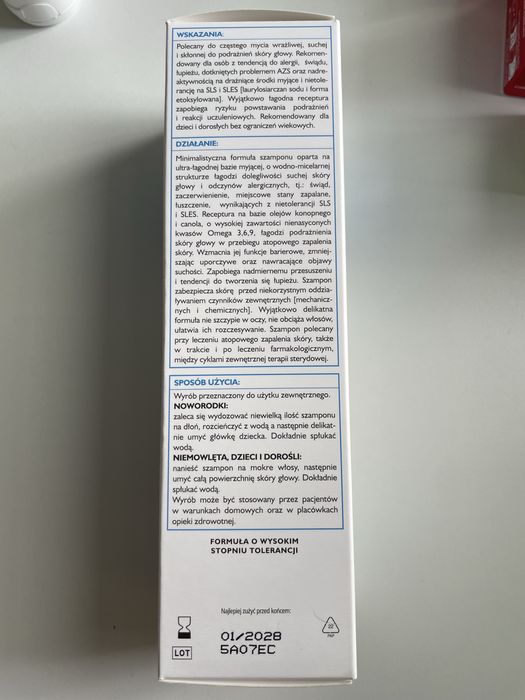 WSKAZANIA:
Polecany do częstego mycia wrażliwej, suchej
i skłonnej do podrażnień skóry głowy. Rekomen-
dowany dla osób z tendencją do alergii, świądu,
łupieżu, dotkniętych problemem AZS oraz nadre-
aktywnością na drażniące środki myjące i nietole-
rancję na SLS i SLES [laurylosiarczan sodu i forma
etoksylowana]. Wyjątkowo łagodna receptura
zapobiega ryzyku powstawania podrażnień
i reakcji uczuleniowych. Rekomendowany dla
dzieci i dorosłych bez ograniczeń wiekowych.
DZIAŁANIE:
Minimalistyczna formuła szamponu oparta na
ultra-łagodnej bazie myjącej, o wodno-micelarnej
strukturze łagodzi dolegliwości suchej skóry
głowy i odczynów alergicznych, tj.: świąd,
zaczerwienienie, miejscowe stany zapalane,
łuszczenie, wynikających z nietolerancji SLS
i SLES. Receptura na bazie olejów konopnego
i canola, o wysokiej zawartości nienasyconych
kwasów Omega 3,6,9, łagodzi podrażnienia
skóry głowy w przebiegu atopowego zapalenia
skóry. Wzmacnia jej funkcje barierowe, zmniej-
szając uporczywe oraz nawracające objawy
suchości. Zapobiega nadmiernemu przesuszeniu
i tendencji do tworzenia się łupieżu. Szampon
zabezpiecza skórę przed niekorzystnym oddzia-
ływaniem czynników zewnętrznych [mechanicz-
nych i chemicznych]. Wyjątkowo delikatna
formuła nie szczypie w oczy, nie obciąża włosów,
ułatwia ich rozczesywanie. Szampon polecany
przy leczeniu atopowego zapalenia skóry, także
w trakcie i po leczeniu farmakologicznym,
między cyklami zewnętrznej terapii sterydowej.
SPOSÓB UŻYCIA:
Wyrób przeznaczony do użytku zewnętrznego.
NOWORODKI:
zaleca się wydozować niewielką ilość szamponu
na dłoń, rozcieńczyć z wodą a następnie delikat-
nie umyć główkę dziecka. Dokładnie spłukać
wodą.
NIEMOWLĘTA, DZIECI I DOROŚLI:
nanieść szampon na mokre włosy, następnie
umyć całą powierzchnię skóry głowy. Dokładnie
spłukać wodą.
Wyrób może być stosowany przez pacjentów
w warunkach domowych oraz w placówkach
opieki zdrowotnej.
FORMUŁA O WYSOKIM
STOPNIU TOLERANCJI
Najlepiej zużyć przed końcem:
01/2028
LOT 5A07EC
22
PAP